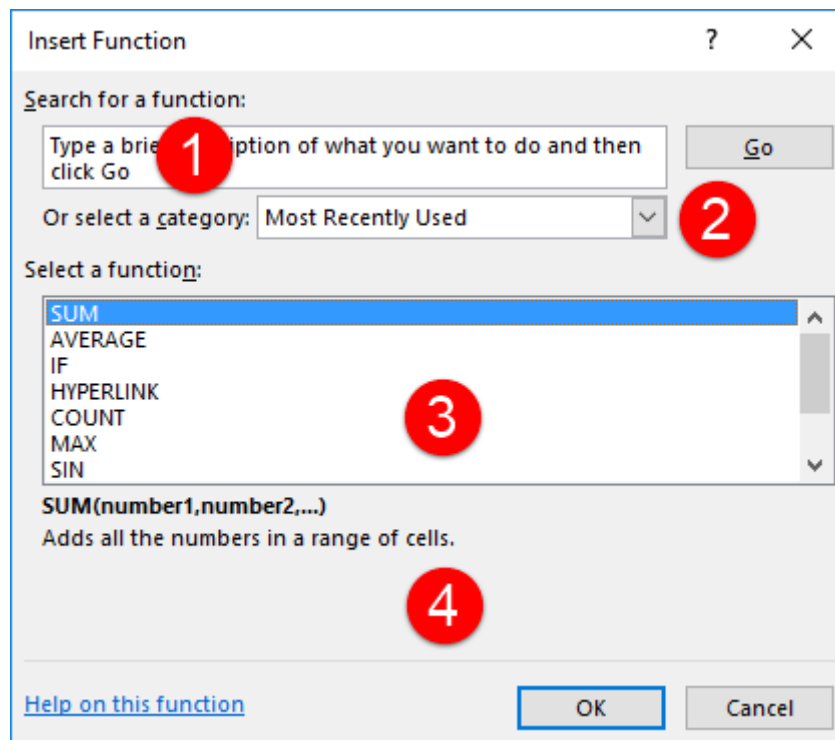 Insert Function ? X
Search for a function:
1
Type a brie iption of what you want to do and then
click Go
Go
Or select a category: Most Recently Used
2
Select a function:
SUM
AVERAGE
IF
HYPERLINK
COUNT
MAX
SIN
3
SUM(number1,number2,...)
Adds all the numbers in a range of cells.
4
Help on this function
OK
Cancel